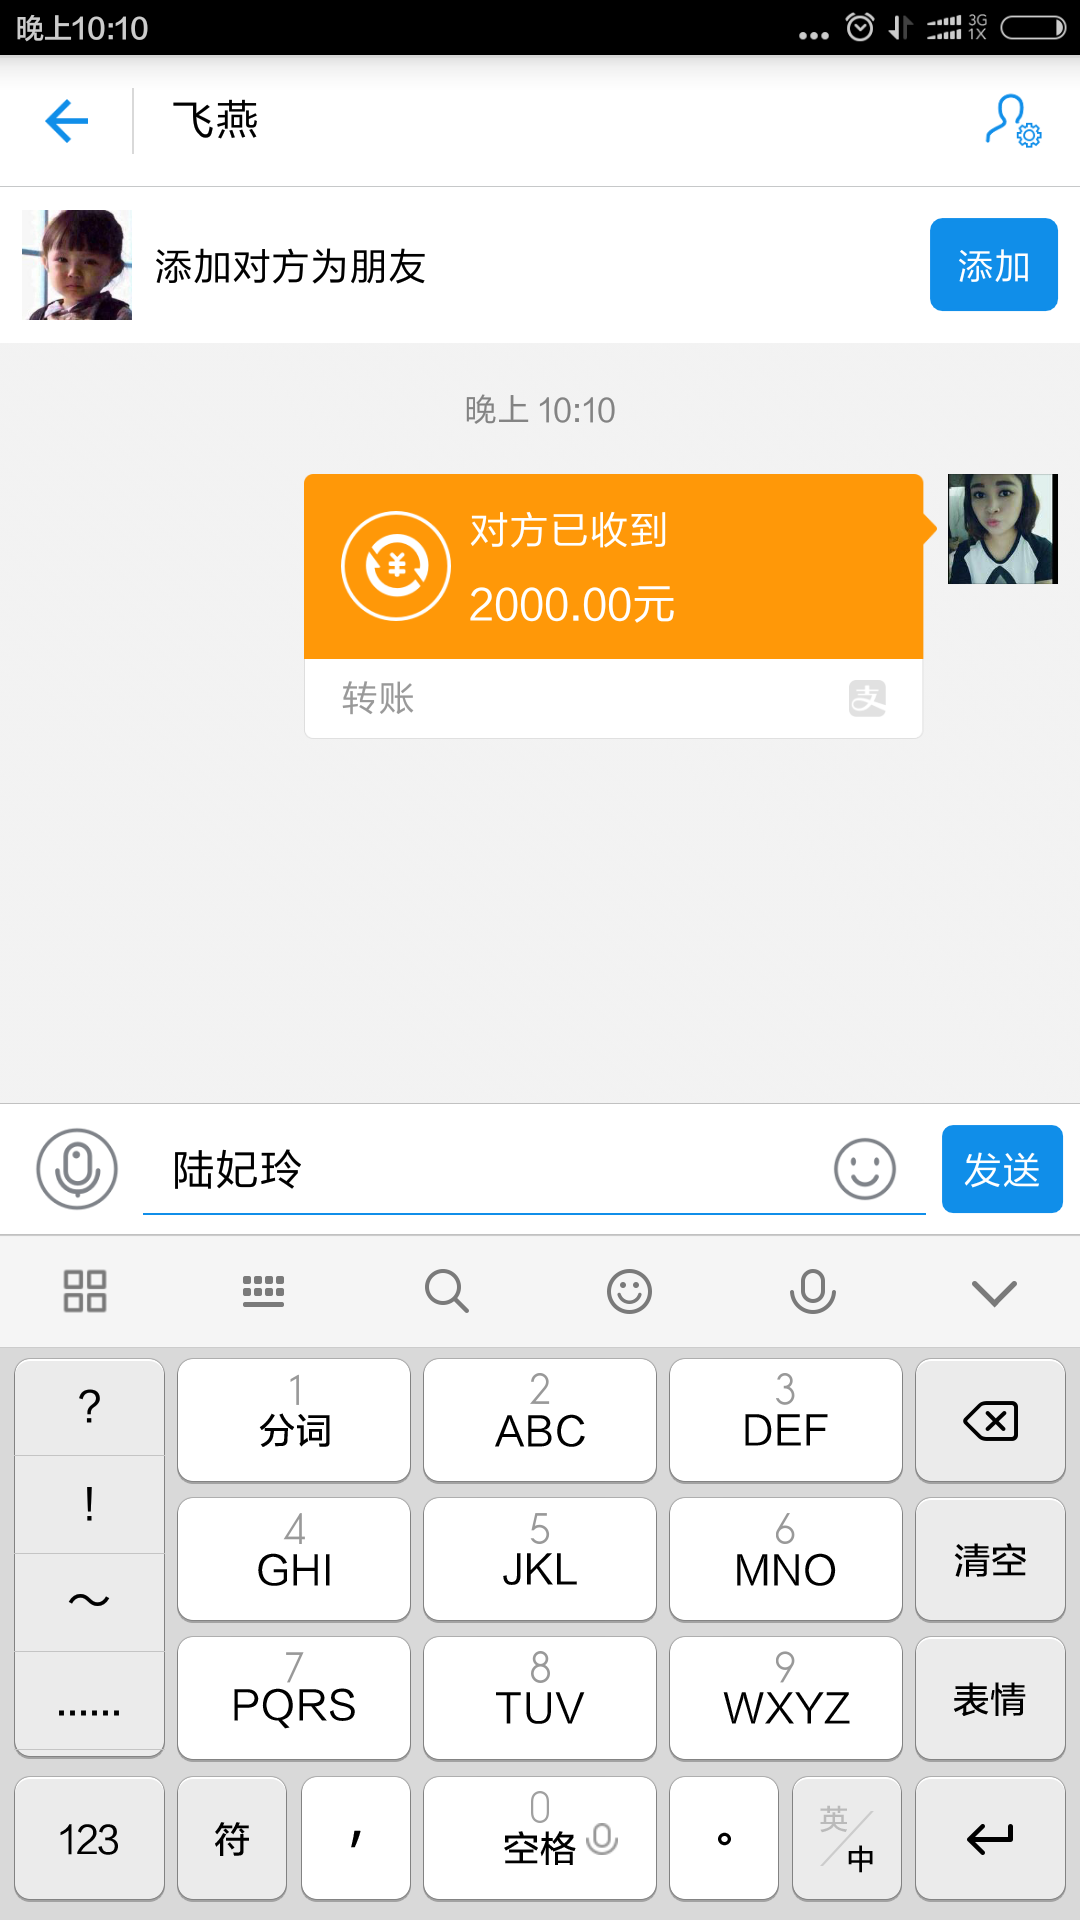 晚上10:10
3G
1X
飞燕
添加对方为朋友
添加
晚上 10:10
对方已收到
2000.00元
转账
支
陆妃玲
发送
?
!
～
......
1
分词
2
ABC
3
DEF
4
GHI
5
JKL
6
MNO
清空
7
PQRS
8
TUV
9
WXYZ
表情
123
符
，
0
空格
。
英/中